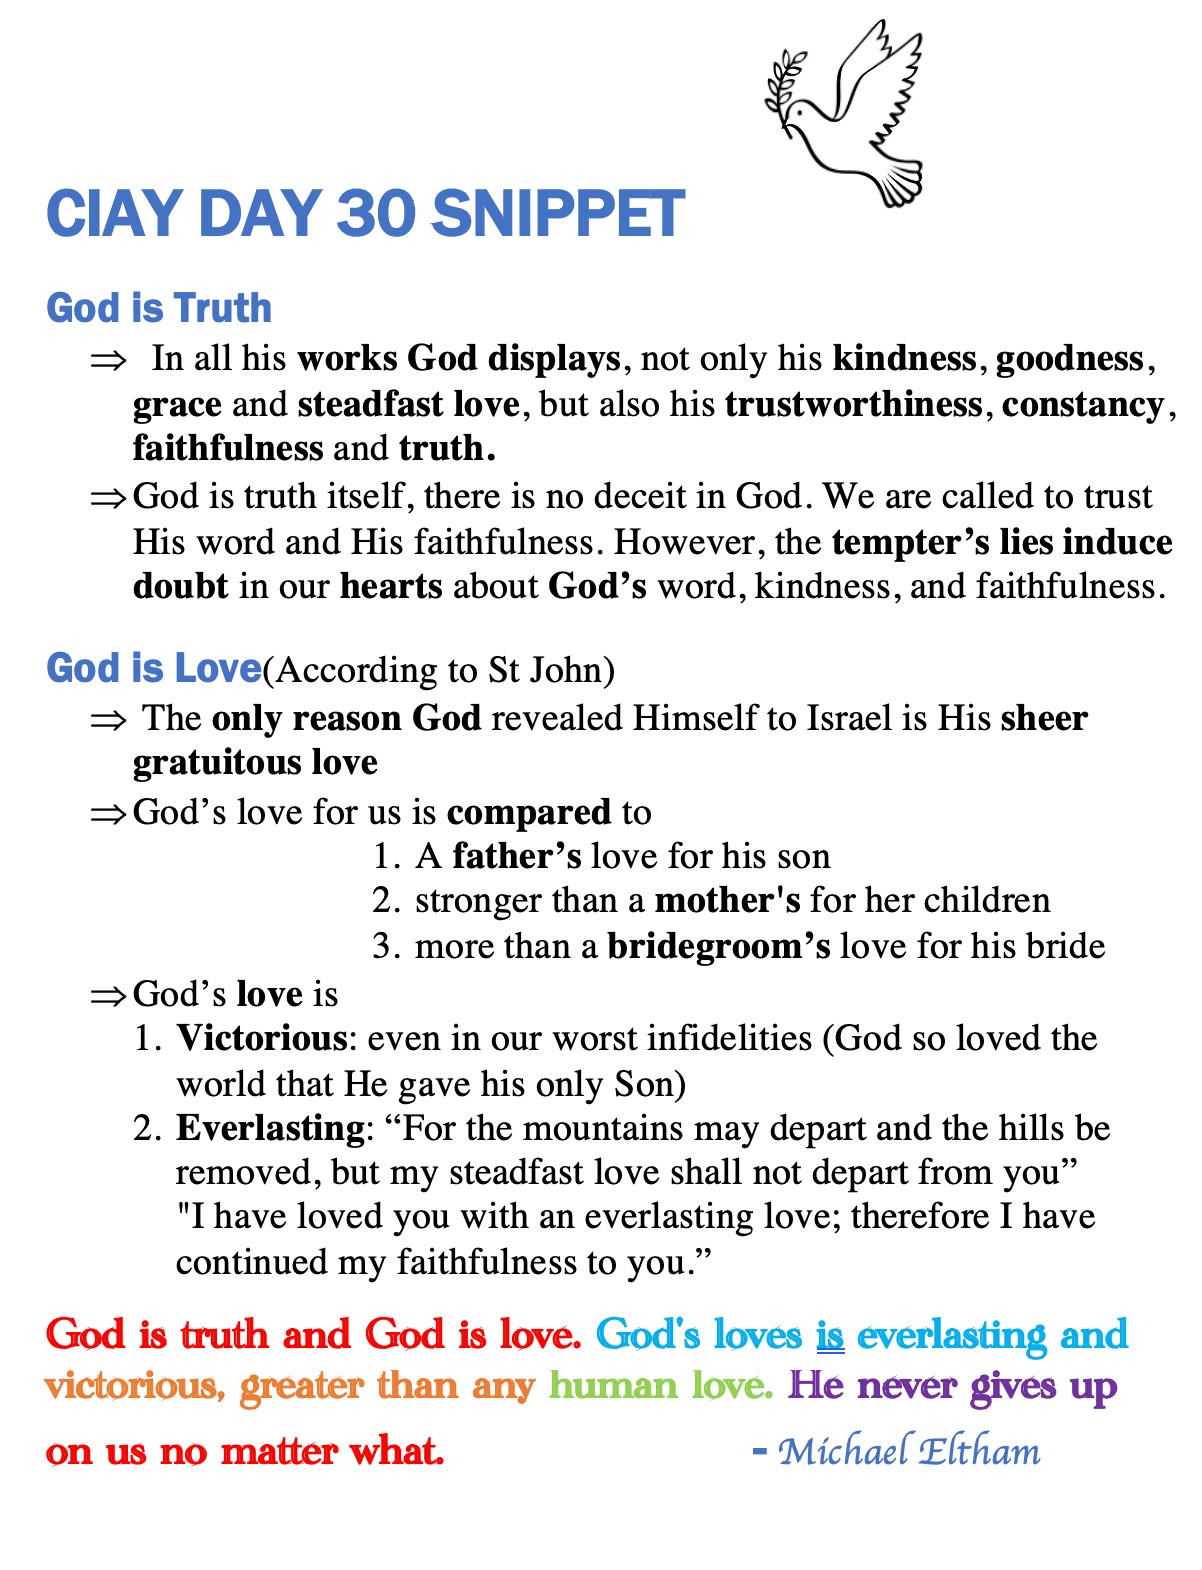 CIAY DAY 30 SNIPPET
God is Truth
⇒ In all his works God displays, not only his kindness, goodness,
grace and steadfast love, but also his trustworthiness, constancy,
faithfulness and truth.
⇒ God is truth itself, there is no deceit in God. We are called to trust
His word and His faithfulness. However, the tempter’s lies induce
doubt in our hearts about God’s word, kindness, and faithfulness.
God is Love(According to St John)
⇒ The only reason God revealed Himself to Israel is His sheer
gratuitous love
⇒ God’s love for us is compared to
1. A father’s love for his son
2. stronger than a mother's for her children
3. more than a bridegroom’s love for his bride
⇒ God’s love is
1. Victorious: even in our worst infidelities (God so loved the
world that He gave his only Son)
2. Everlasting: “For the mountains may depart and the hills be
removed, but my steadfast love shall not depart from you”
"I have loved you with an everlasting love; therefore I have
continued my faithfulness to you.”
God is truth and God is love. God's loves is everlasting and
victorious, greater than any human love. He never gives up
on us no matter what. - Michael Eltham